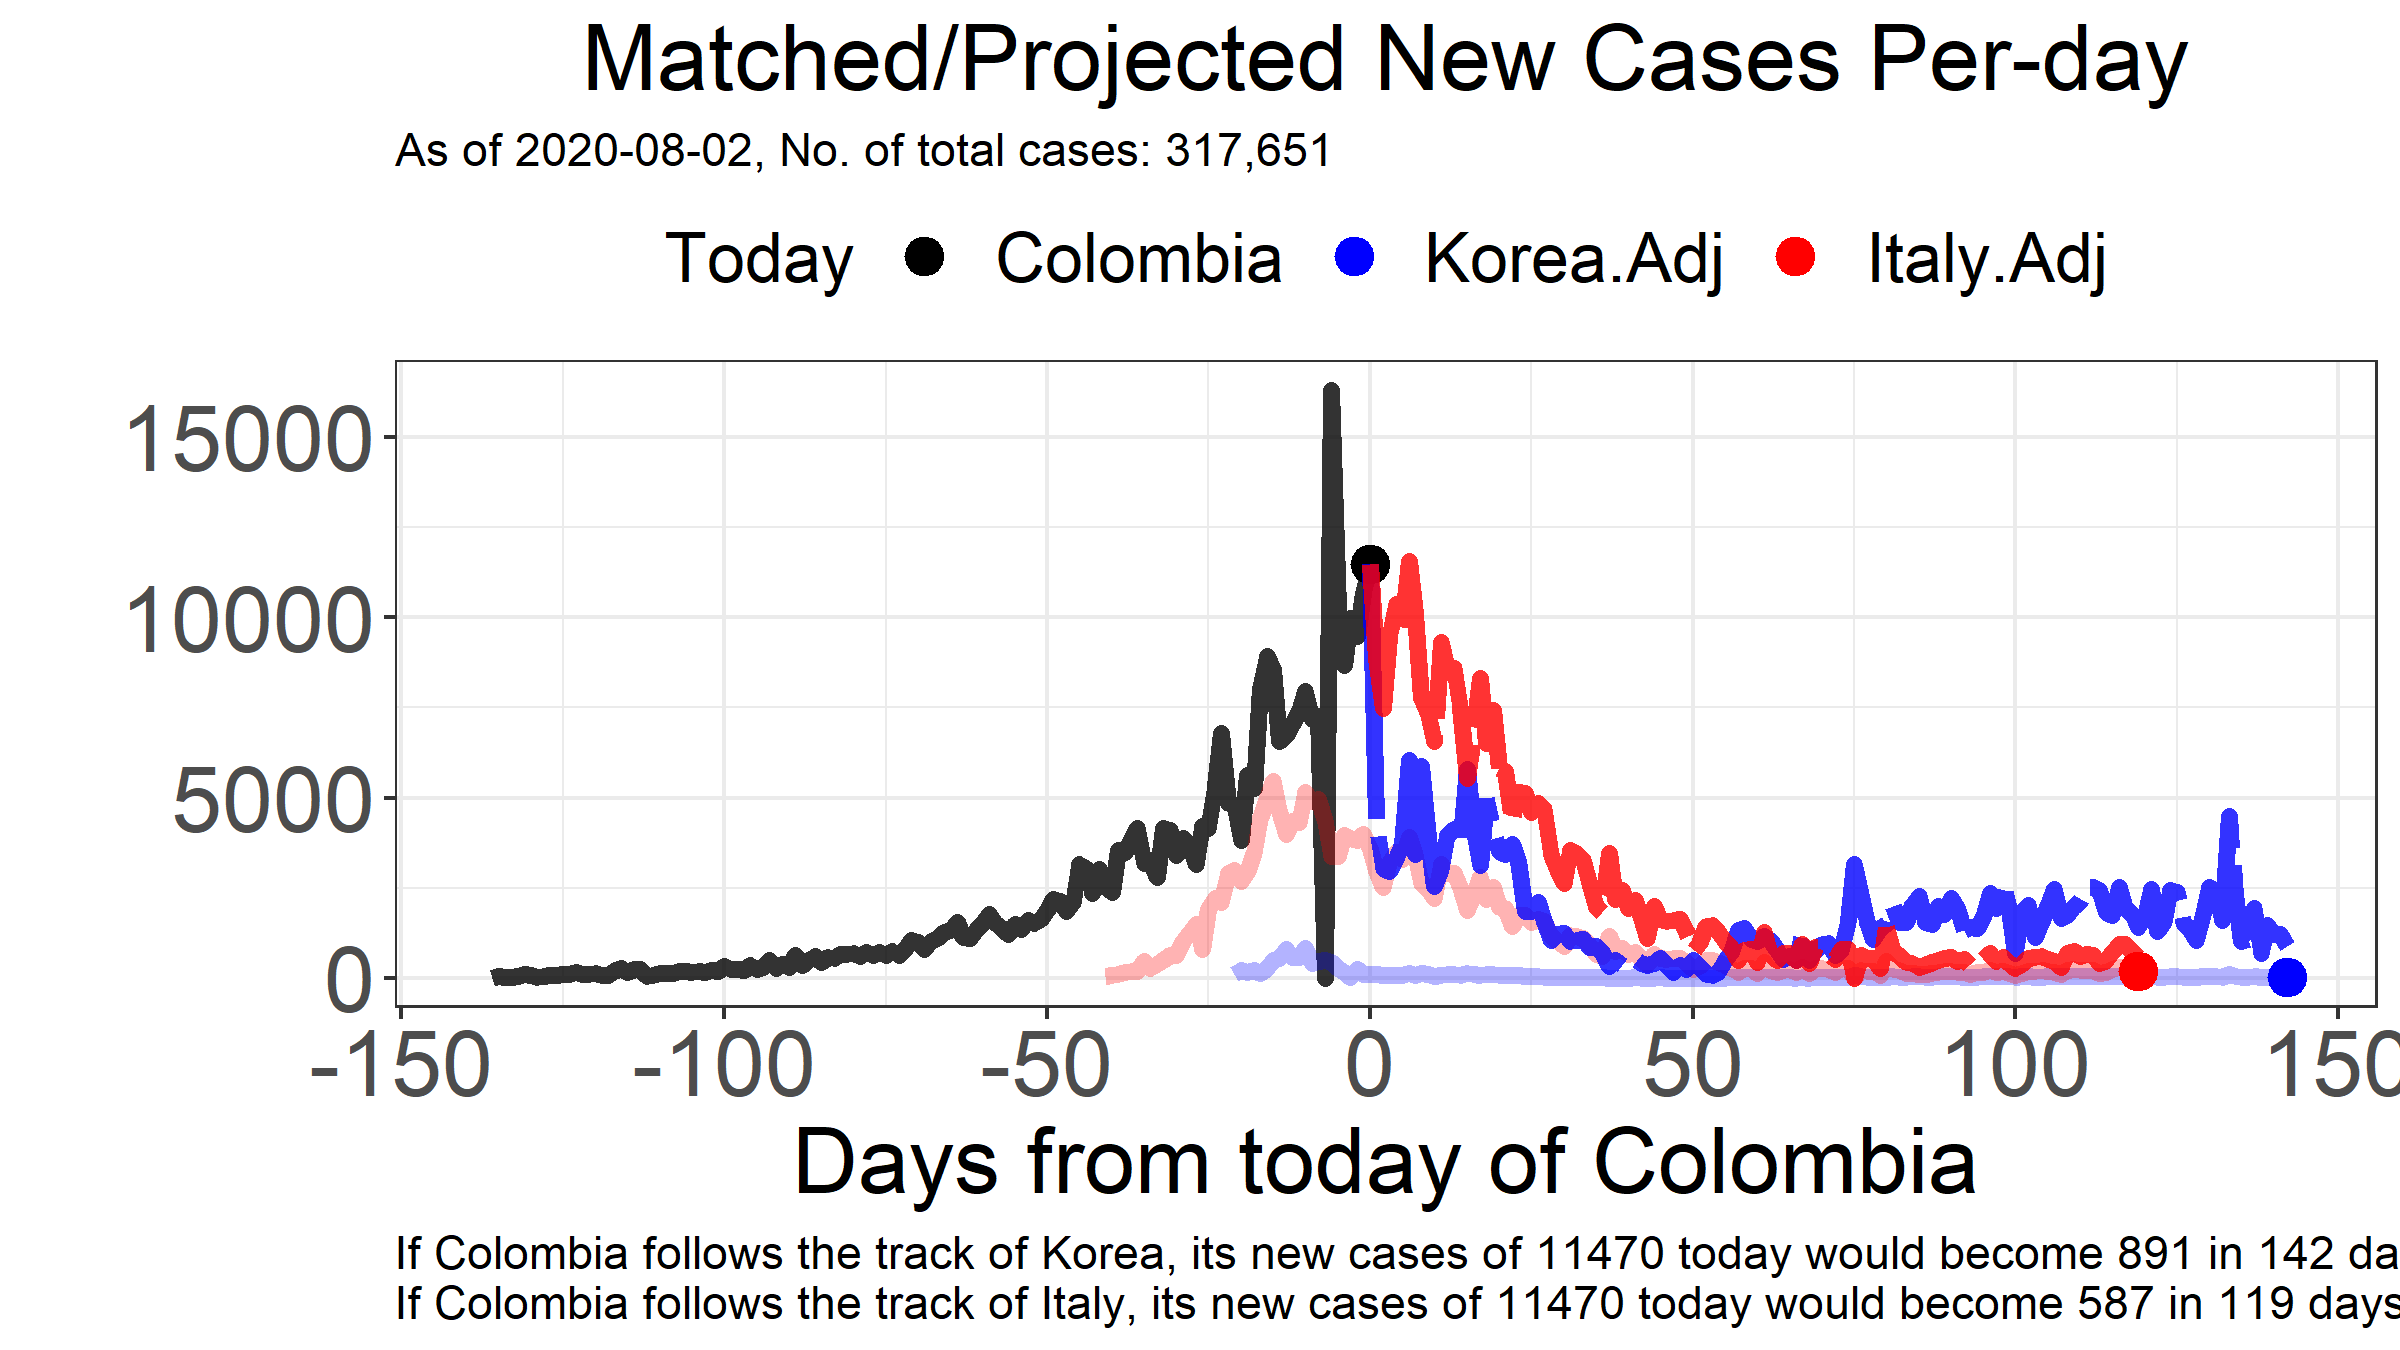 Matched/Projected New Cases Per-day
As of 2020-08-02, No. of total cases: 317,651
Today Colombia Korea.Adj Italy.Adj
15000
10000
5000
0
-150 -100 -50 0 50 100 150
Days from today of Colombia
If Colombia follows the track of Korea, its new cases of 11470 today would become 891 in 142 da
If Colombia follows the track of Italy, its new cases of 11470 today would become 587 in 119 days